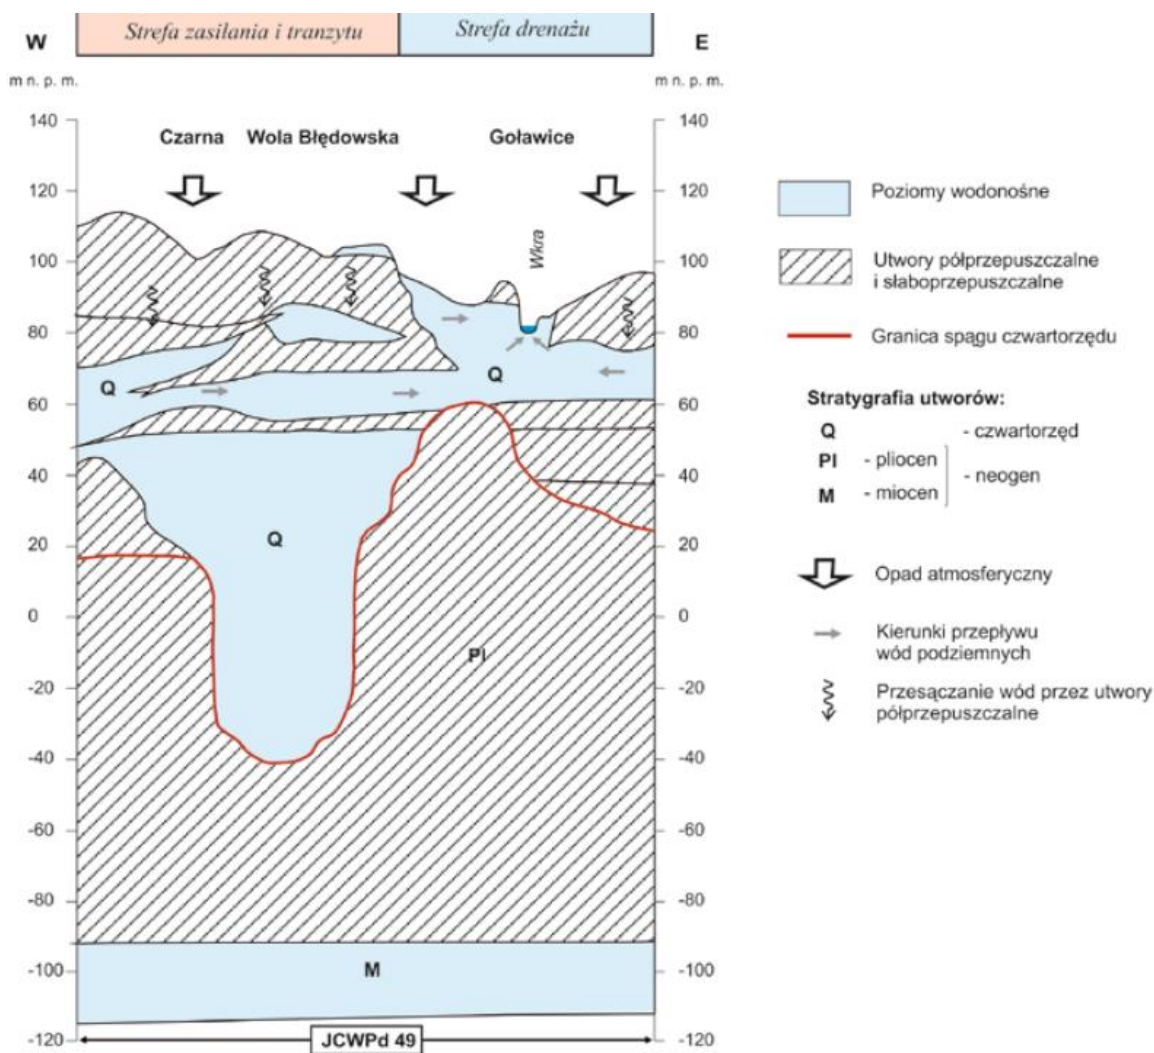 Strefa zasilania i tranzytu
Strefa drenażu
W
E
m n. p. m.
m n. p. m.
140
140
Czarna
Wola Błędowska
Goławice
120
120
100
100
Wkra
80
80
Q
Q
60
60
40
40
Q
20
20
0
0
Pl
-20
-20
-40
-40
-60
-60
-80
-80
-100
-100
M
-120
-120
JCWPd 49
Poziomy wodonośne
Utwory półprzepuszczalne
i słaboprzepuszczalne
Granica spągu czwartorzędu
Stratygrafia utworów:
Q - czwartorzęd
Pl - pliocen
- neogen
M - miocen
Opad atmosferyczny
Kierunki przepływu
wód podziemnych
Przesączanie wód przez utwory
półprzepuszczalne